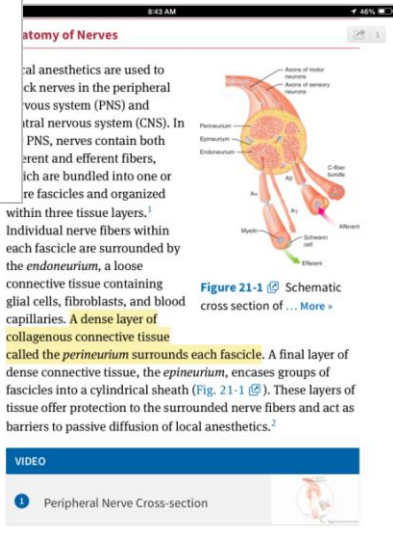 8:43 AM
46%
atomy of Nerves
1
cal anesthetics are used to
ck nerves in the peripheral
vous system (PNS) and
ntral nervous system (CNS). In
PNS, nerves contain both
erent and efferent fibers,
ich are bundled into one or
re fascicles and organized
within three tissue layers.1
Individual nerve fibers within
each fascicle are surrounded by
the endoneurium, a loose
connective tissue containing
glial cells, fibroblasts, and blood
capillaries. A dense layer of
collagenous connective tissue
called the perineurium surrounds each fascicle. A final layer of
dense connective tissue, the epineurium, encases groups of
fascicles into a cylindrical sheath (Fig. 21-1). These layers of
tissue offer protection to the surrounded nerve fibers and act as
barriers to passive diffusion of local anesthetics.2
Axons of motor
neurons
Axons of sensory
neurons
Perineurium
Epineurium
Endoneurium
C-fiber
bundle
Aβ
Aα
Aγ
Afferent
Myelin
Schwann
cell
Efferent
Figure 21-1 Schematic
cross section of … More »
VIDEO
1 Peripheral Nerve Cross-section